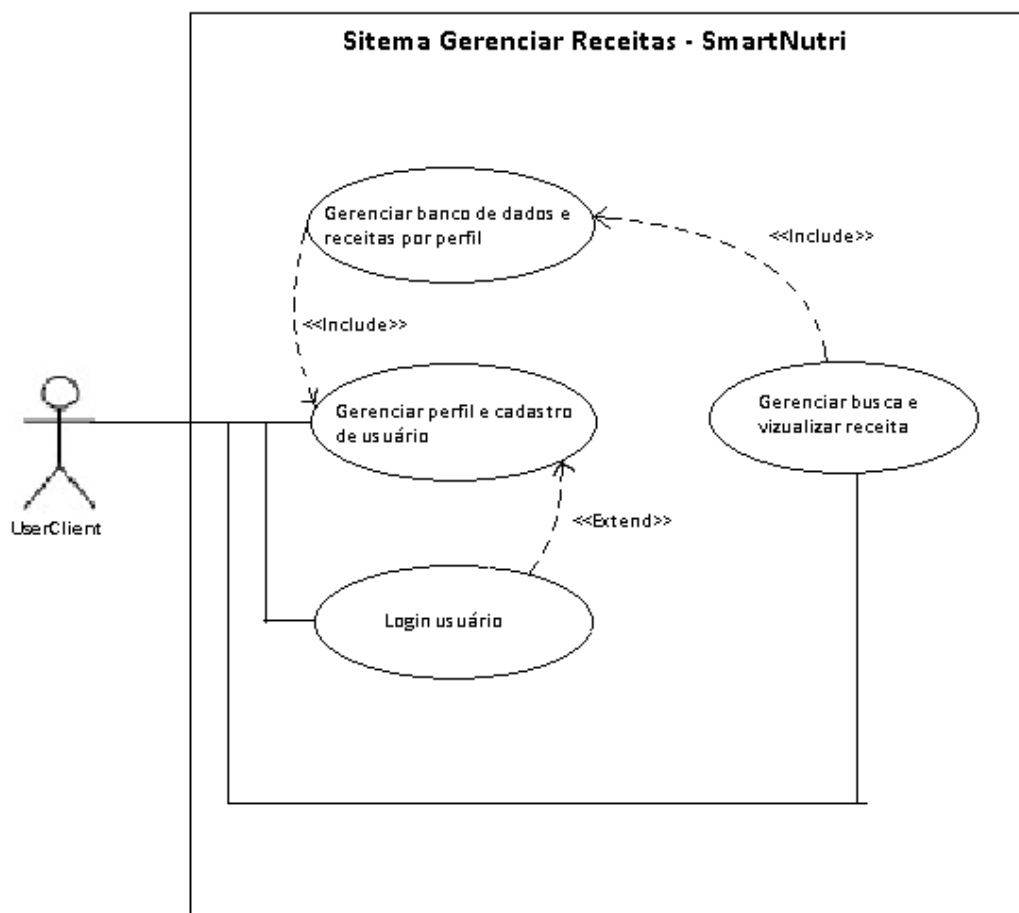 Sitema Gerenciar Receitas - SmartNutri
Gerenciar banco de dados e
receitas por perfil
<<Include>>
<<Include>>
Gerenciar perfil e cadastro
de usuário
Gerenciar busca e
vizualizar receita
UserClient
<<Extend>>
Login usuário